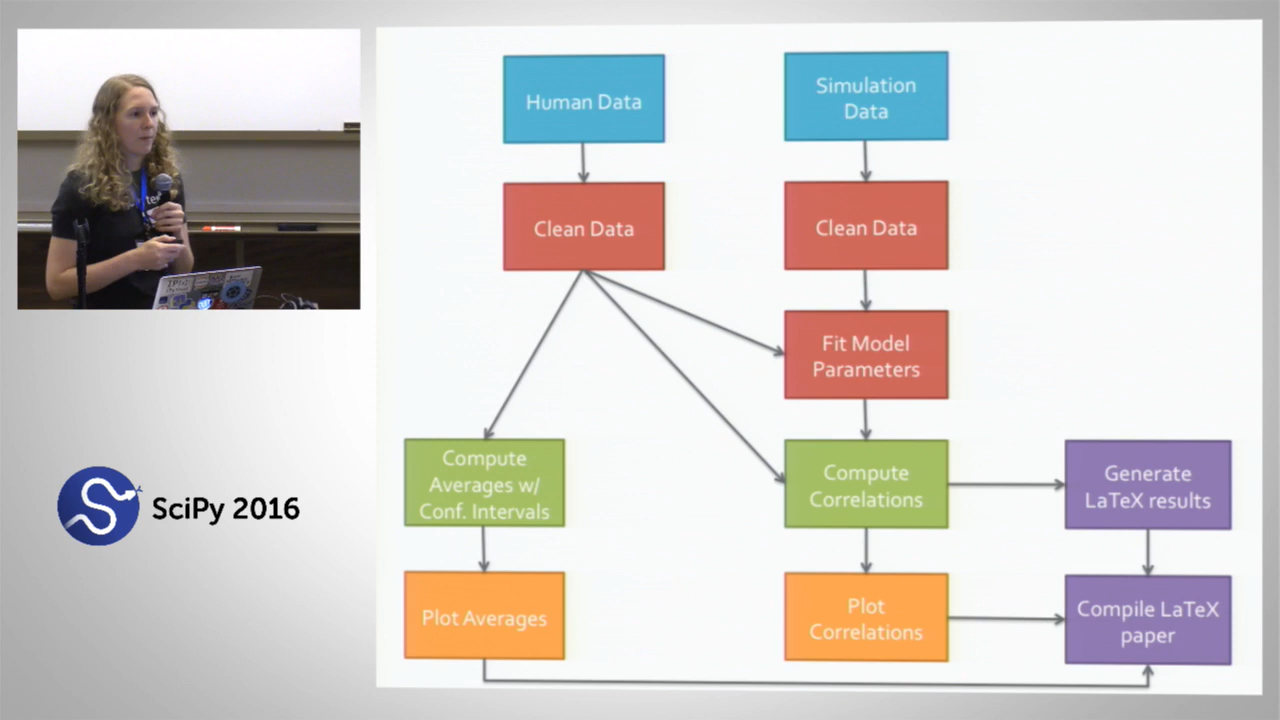 Human Data
Simulation
Data
Clean Data
Clean Data
Fit Model
Parameters
Compute
Averages w/
Conf. Intervals
Compute
Correlations
Generate
LaTeX results
Plot Averages
Plot
Correlations
Compile LaTeX
paper
SciPy 2016